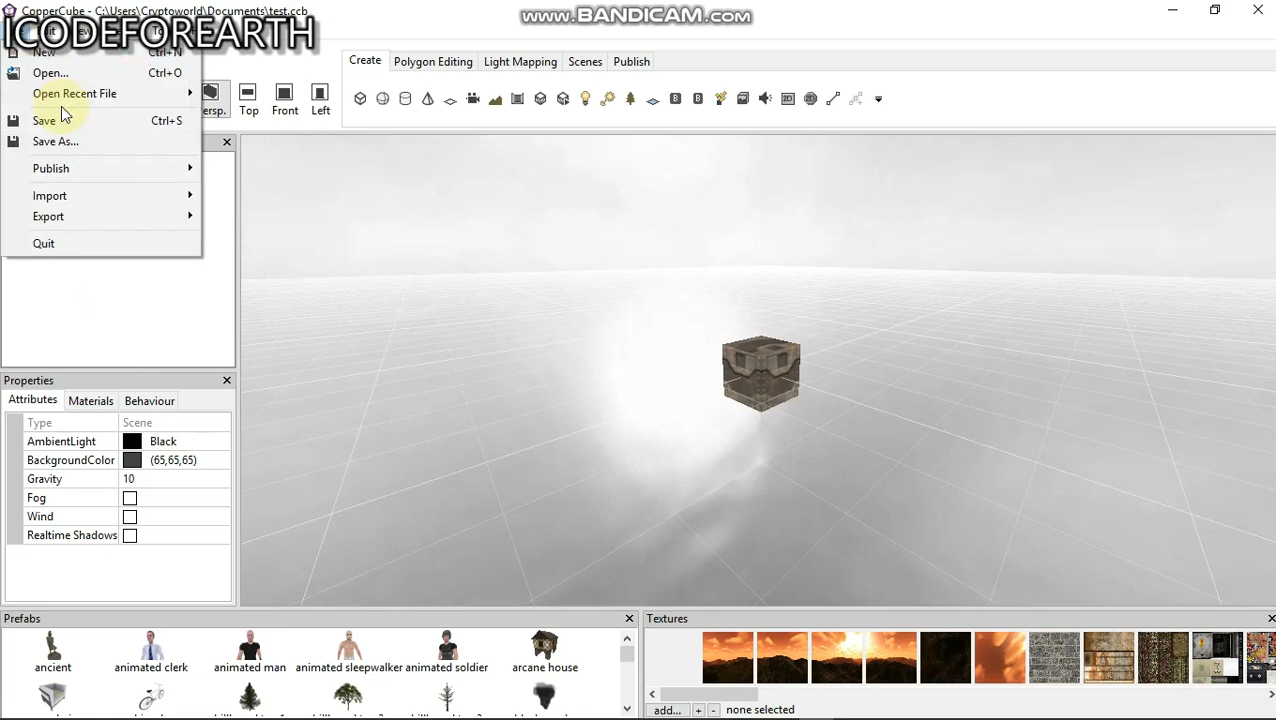 CopperCube - C:\Users\Cryptoworld\Documents\test.ccb
www.BANDICAM.com
ICODEFOREARTH
New Ctrl+N
Open... Ctrl+O
Open Recent File
Save Ctrl+S
Save As...
Publish
Import
Export
Quit
Create Polygon Editing Light Mapping Scenes Publish
ersp. Top Front Left
Properties
Attributes Materials Behaviour
Type Scene
AmbientLight Black
BackgroundColor (65,65,65)
Gravity 10
Fog
Wind
Realtime Shadows
Prefabs
ancient animated clerk animated man animated sleepwalker animated soldier arcane house
Textures
add... + - none selected